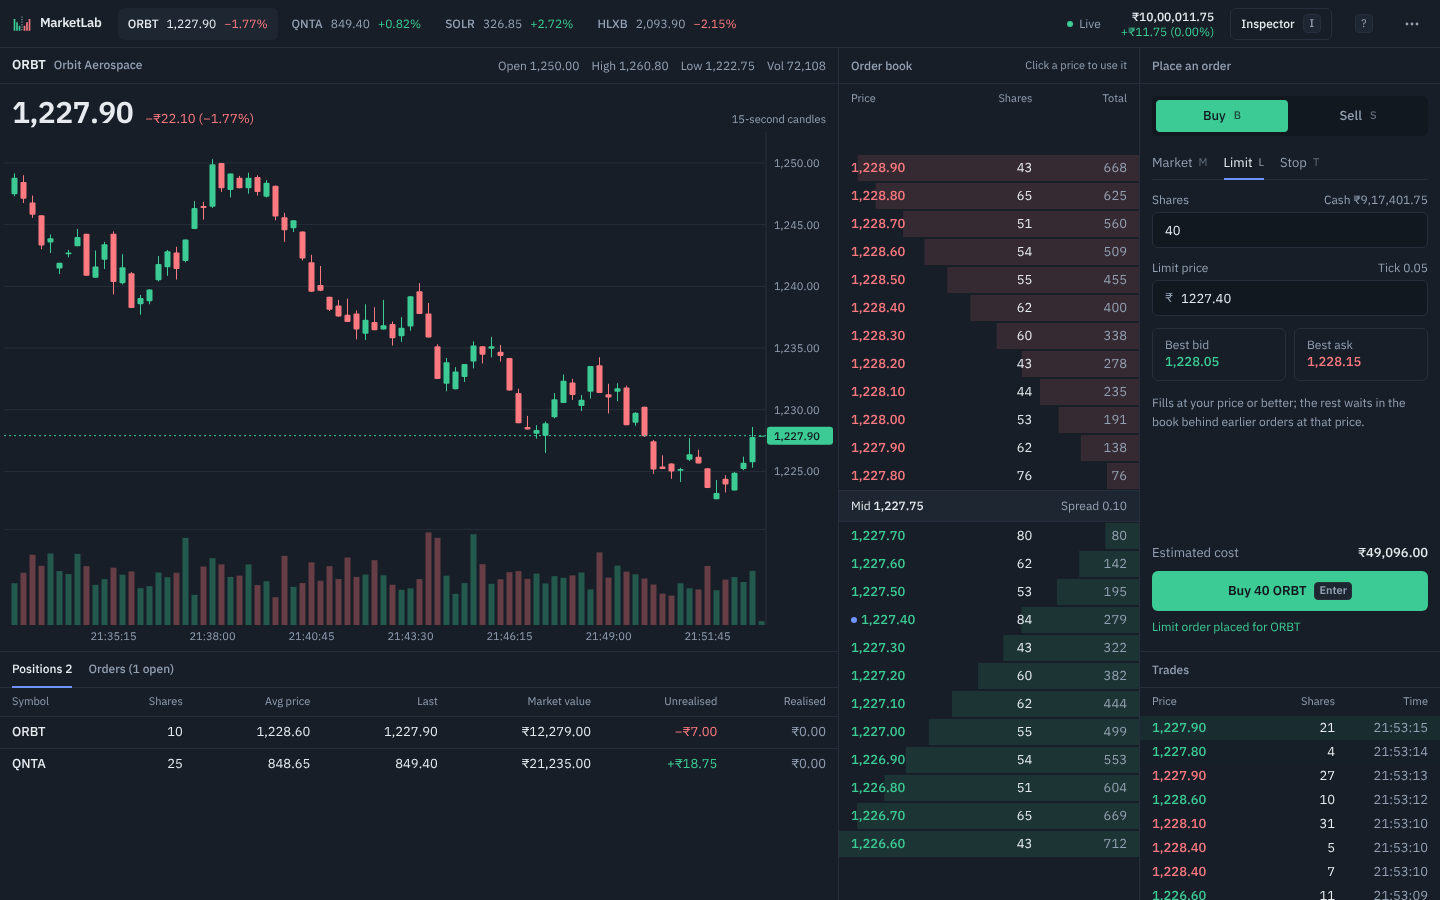 MarketLab ORBT 1,227.90 −1.77% QNTA 849.40 +0.82% SOLR 326.85 +2.72% HLXB 2,093.90 −2.15% Live ₹10,00,011.75 Inspector I ? ···
+₹11.75 (0.00%)
ORBT Orbit Aerospace Open 1,250.00 High 1,260.80 Low 1,222.75 Vol 72,108
1,227.90 −₹22.10 (−1.77%) 15-second candles
1,250.00
1,245.00
1,240.00
1,235.00
1,230.00
1,227.90
1,225.00
21:35:15 21:38:00 21:40:45 21:43:30 21:46:15 21:49:00 21:51:45
Positions 2 Orders (1 open)
Symbol Shares Avg price Last Market value Unrealised Realised
ORBT 10 1,228.60 1,227.90 ₹12,279.00 −₹7.00 ₹0.00
QNTA 25 848.65 849.40 ₹21,235.00 +₹18.75 ₹0.00
Order book Click a price to use it
Price Shares Total
1,228.90 43 668
1,228.80 65 625
1,228.70 51 560
1,228.60 54 509
1,228.50 55 455
1,228.40 62 400
1,228.30 60 338
1,228.20 43 278
1,228.10 44 235
1,228.00 53 191
1,227.90 62 138
1,227.80 76 76
Mid 1,227.75 Spread 0.10
1,227.70 80 80
1,227.60 62 142
1,227.50 53 195
1,227.40 84 279
1,227.30 43 322
1,227.20 60 382
1,227.10 62 444
1,227.00 55 499
1,226.90 54 553
1,226.80 51 604
1,226.70 65 669
1,226.60 43 712
Place an order
Buy B Sell S
Market M Limit L Stop T
Shares Cash ₹9,17,401.75
40
Limit price Tick 0.05
₹ 1227.40
Best bid Best ask
1,228.05 1,228.15
Fills at your price or better; the rest waits in the
book behind earlier orders at that price.
Estimated cost ₹49,096.00
Buy 40 ORBT Enter
Limit order placed for ORBT
Trades
Price Shares Time
1,227.90 21 21:53:15
1,227.80 4 21:53:14
1,227.90 27 21:53:13
1,228.60 10 21:53:12
1,228.10 31 21:53:10
1,228.40 5 21:53:10
1,228.40 7 21:53:10
1,226.60 11 21:53:09